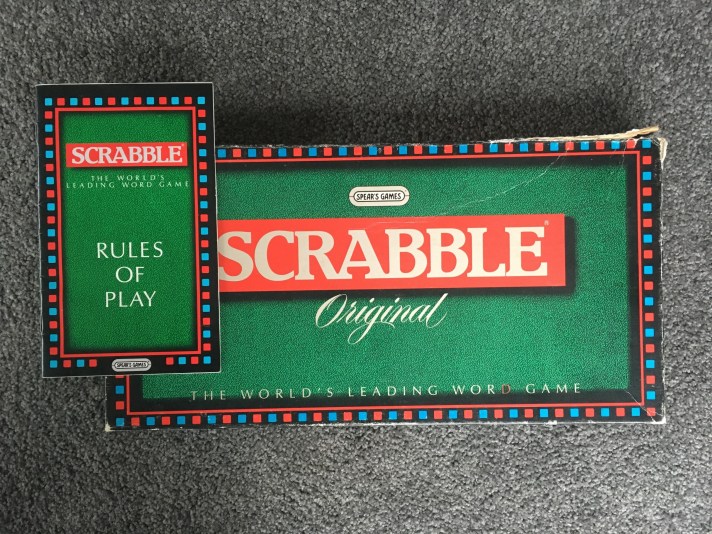 SCRABBLE®
THE WORLD'S
LEADING WORD GAME
RULES
OF
PLAY
SPEAR'S GAMES
SPEAR'S GAMES
SCRABBLE®
Original
THE WORLD'S LEADING WORD GAME